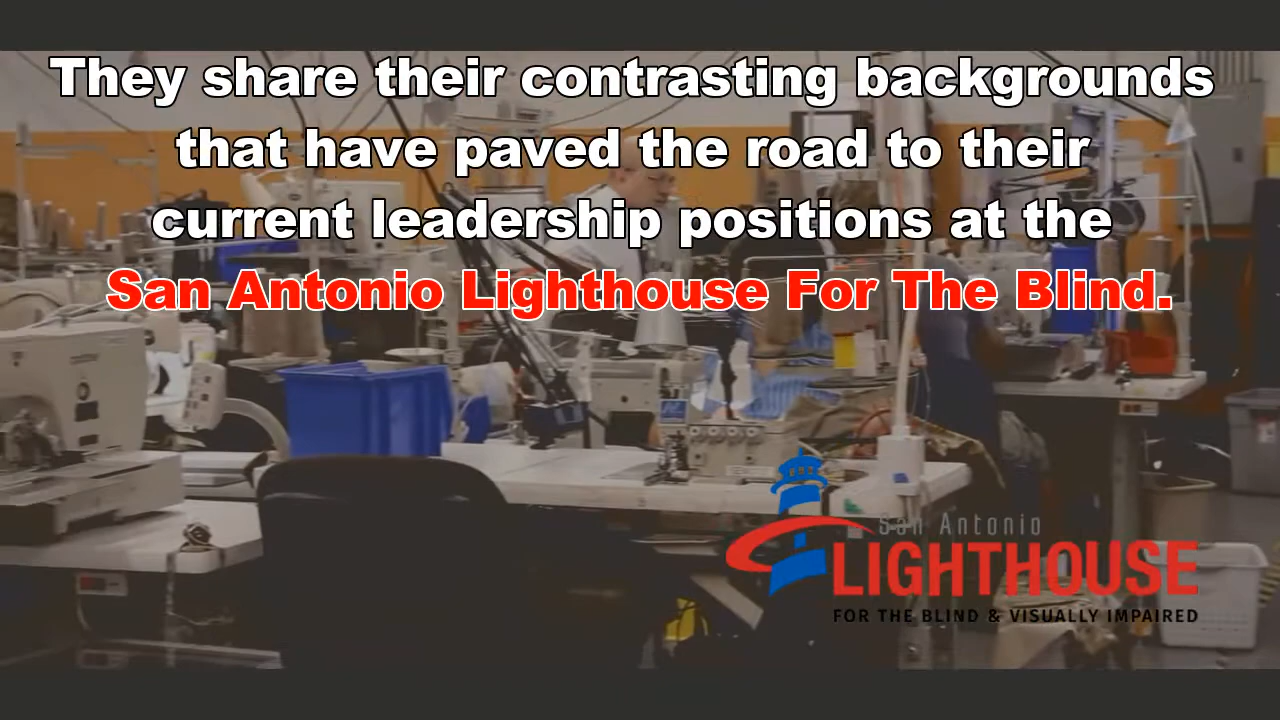 They share their contrasting backgrounds
that have paved the road to their
current leadership positions at the
San Antonio Lighthouse For The Blind.
San Antonio
LIGHTHOUSE
FOR THE BLIND & VISUALLY IMPAIRED